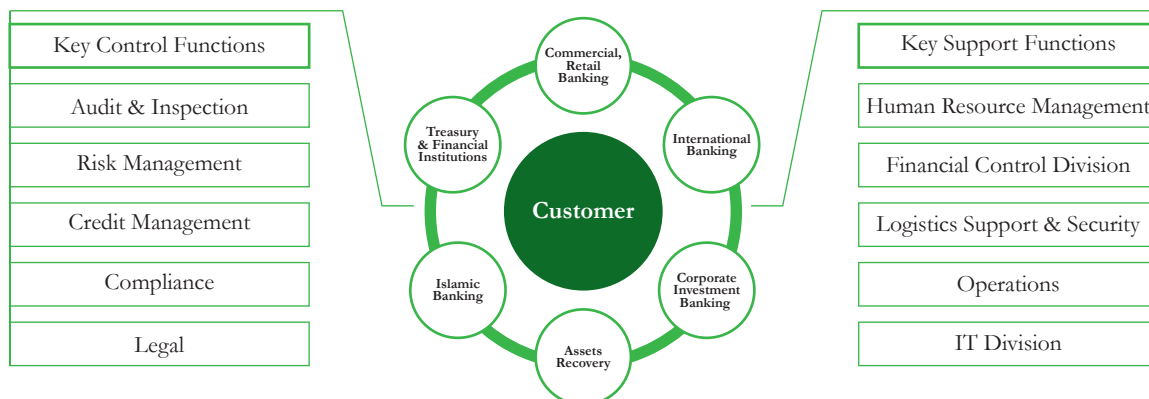 Key Control Functions
Audit & Inspection
Risk Management
Credit Management
Compliance
Legal
Commercial,
Retail
Banking
Treasury
& Financial
Institutions
International
Banking
Customer
Islamic
Banking
Corporate
Investment
Banking
Assets
Recovery
Key Support Functions
Human Resource Management
Financial Control Division
Logistics Support & Security
Operations
IT Division